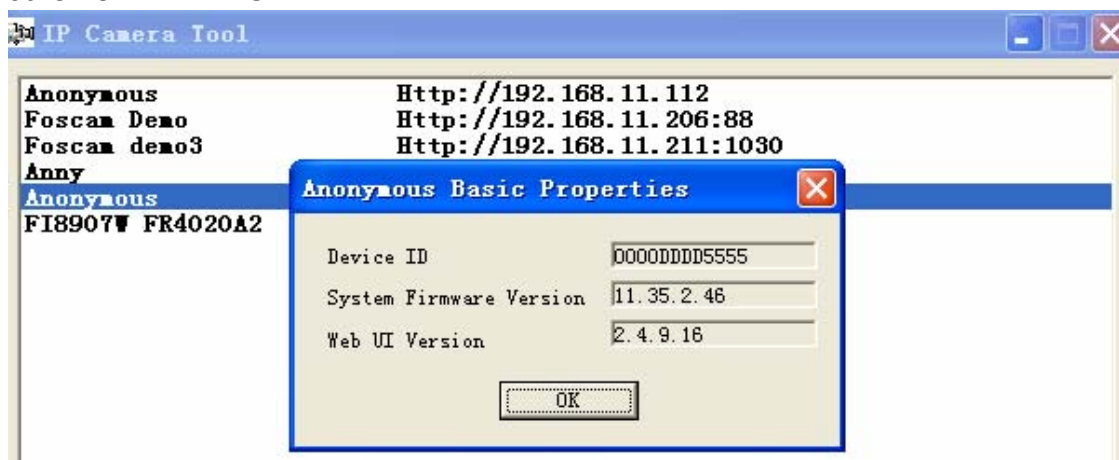 IP Camera Tool
Anonymous Http://192.168.11.112
Foscam Demo Http://192.168.11.206:88
Foscam demo3 Http://192.168.11.211:1030
Anny
Anonymous
FI8907W FR4020A2
Anonymous Basic Properties
Device ID 0000DDDD5555
System Firmware Version 11.35.2.46
Web UI Version 2.4.9.16
OK